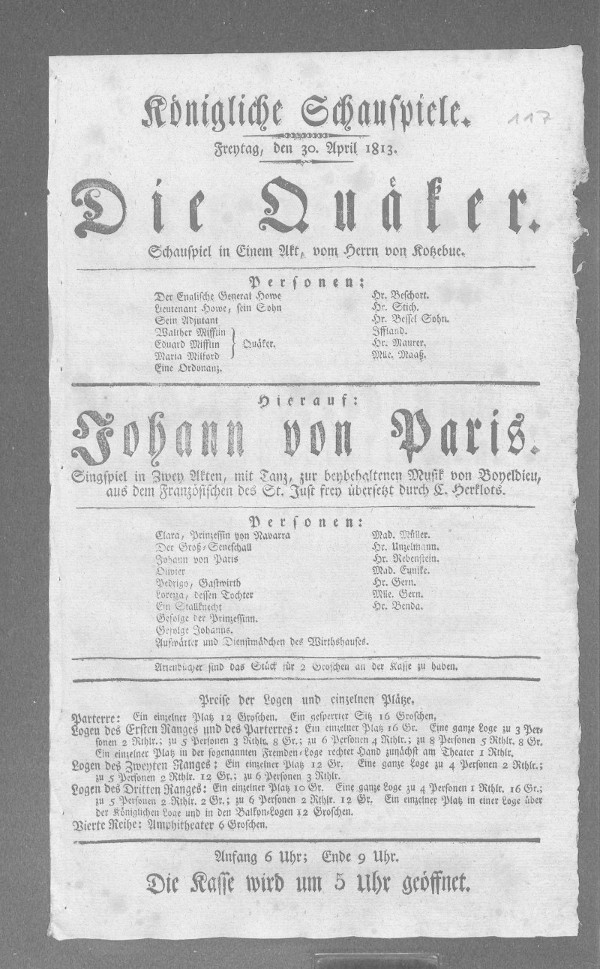 117
Königliche Schauspiele.
Freytag, den 30. April 1813.
Die Quäker.
Schauspiel in Einem Akt, vom Herrn von Kotzebue.
Personen:
Der Englische General Howe Hr. Beschort.
Lieutenant Howe, sein Sohn Hr. Stich.
Sein Adjutant Hr. Bessel Sohn.
Walther Mifflin Iffland.
Eduard Mifflin Quäker. Hr. Maurer.
Maria Milford Mlle. Maaß.
Eine Ordonanz.
Hierauf:
Johann von Paris.
Singspiel in Zwey Akten, mit Tanz, zur beybehaltenen Musik von Boyeldieu,
aus dem Französischen des St. Just frey übersetzt durch C. Herklots.
Personen:
Clara, Prinzessin von Navarra Mad. Müller.
Der Groß-Seneschall Hr. Unzelmann.
Johann von Paris Hr. Rebenstein.
Olivier Mad. Eunike.
Pedrigo, Gastwirth Hr. Gern.
Lorenza, dessen Tochter Mlle. Gern.
Ein Stallknecht Hr. Benda.
Gefolge der Prinzessinn.
Gefolge Johanns.
Aufwärter und Dienstmädchen des Wirthshauses.
Arienbücher sind das Stück für 2 Groschen an der Kasse zu haben.
Preise der Logen und einzelnen Plätze.
Parterre: Ein einzelner Platz 12 Groschen. Ein gesperrter Sitz 16 Groschen.
Logen des Ersten Ranges und des Parterres: Ein einzelner Platz 16 Gr. Eine ganze Loge zu 3 Per-
sonen 2 Rthlr.; zu 5 Personen 3 Rthlr. 8 Gr.; zu 6 Personen 4 Rthlr.; zu 8 Personen 5 Rthlr. 8 Gr.
Ein einzelner Platz in der sogenannten Fremden-Loge rechter Hand zunächst am Theater 1 Rthlr.
Logen des Zweyten Ranges: Ein einzelner Platz 12 Gr. Eine ganze Loge zu 4 Personen 2 Rthlr.;
zu 5 Personen 2 Rthlr. 12 Gr.; zu 6 Personen 3 Rthlr.
Logen des Dritten Ranges: Ein einzelner Platz 10 Gr. Eine ganze Loge zu 4 Personen 1 Rthlr. 16 Gr.;
zu 5 Personen 2 Rthlr. 2 Gr.; zu 6 Personen 2 Rthlr. 12 Gr. Ein einzelner Platz in einer Loge über
der Königlichen Loge und in den Balkon-Logen 12 Groschen.
Vierte Reihe: Amphitheater 6 Groschen.
Anfang 6 Uhr; Ende 9 Uhr.
Die Kasse wird um 5 Uhr geöffnet.